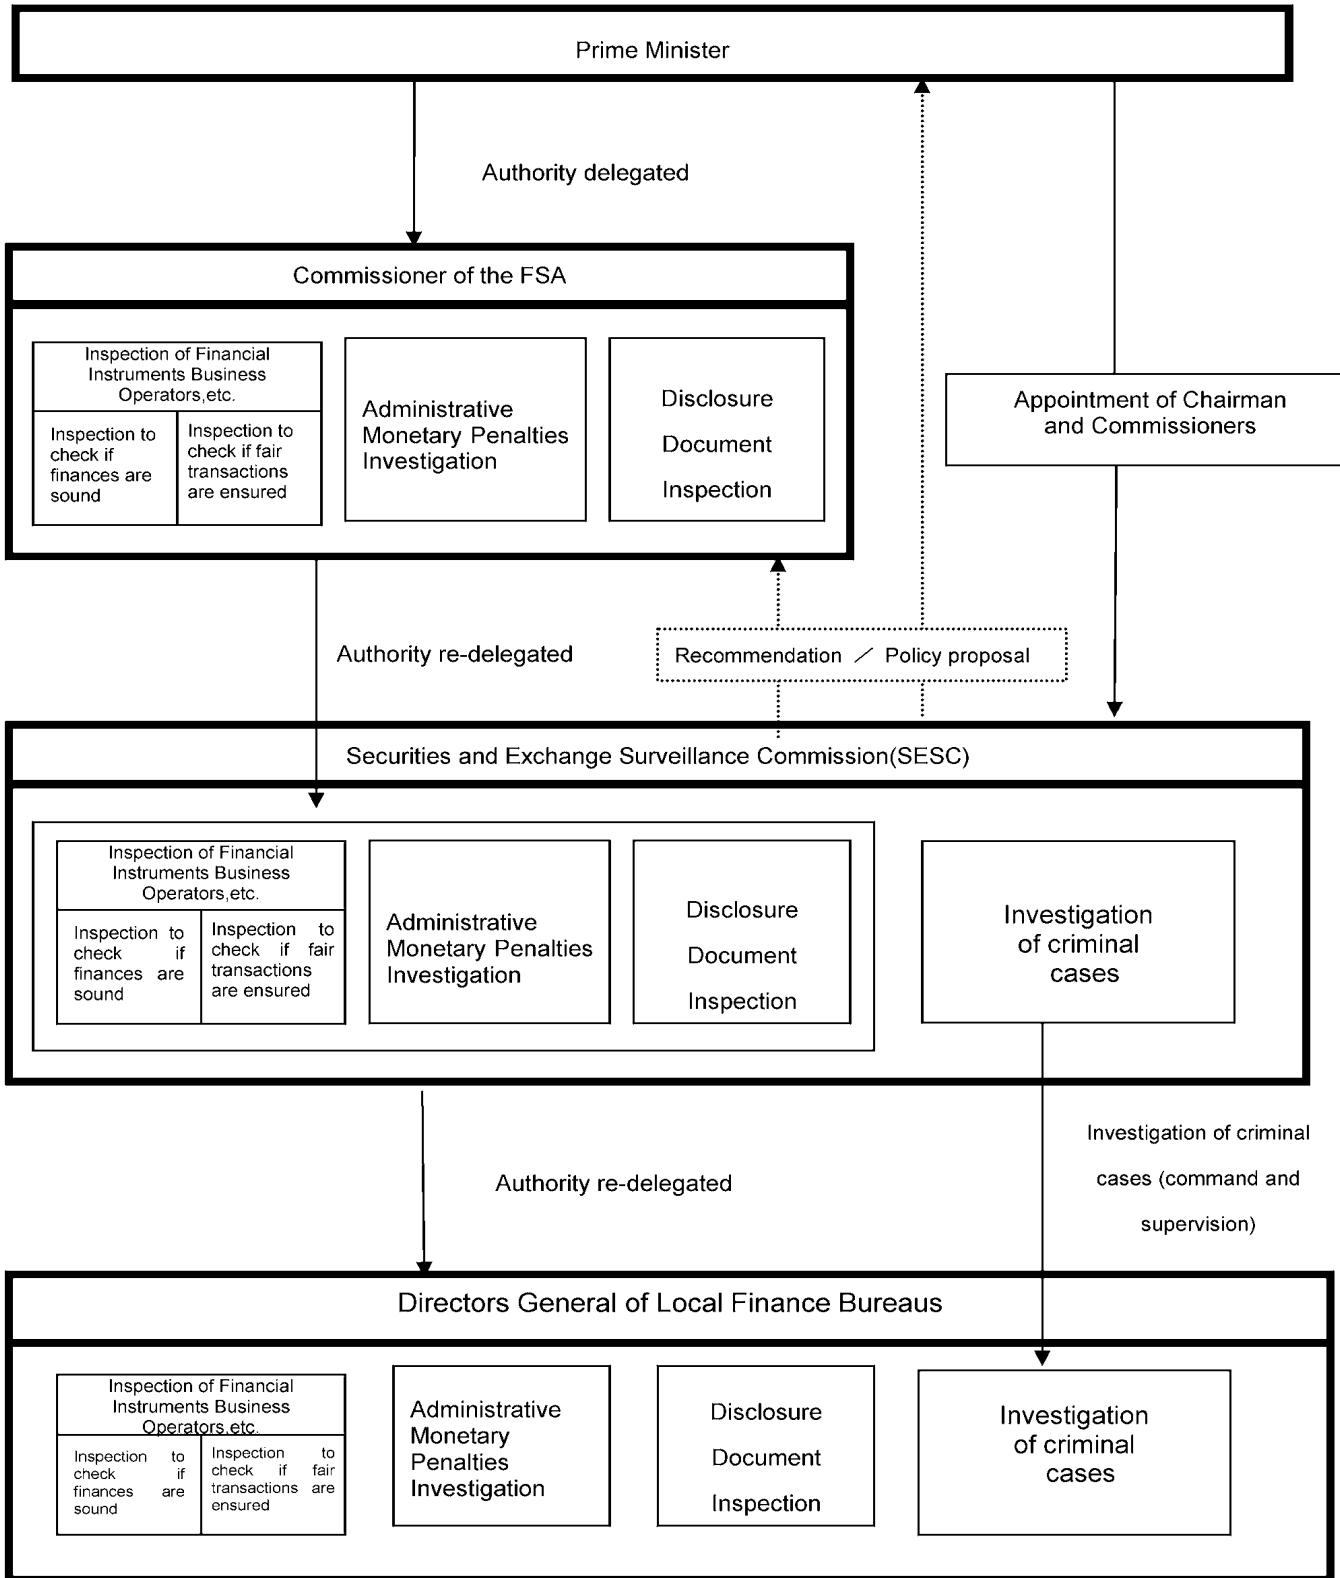 Prime Minister
Authority delegated
Commissioner of the FSA
Inspection of Financial
Instruments Business
Operators,etc.
Inspection to
check if
finances are
sound
Inspection to
check if fair
transactions
are ensured
Administrative
Monetary Penalties
Investigation
Disclosure
Document
Inspection
Appointment of Chairman
and Commissioners
Authority re-delegated
Recommendation ／ Policy proposal
Securities and Exchange Surveillance Commission(SESC)
Inspection of Financial
Instruments Business
Operators,etc.
Inspection to
check if
finances are
sound
Inspection to
check if fair
transactions
are ensured
Administrative
Monetary Penalties
Investigation
Disclosure
Document
Inspection
Investigation
of criminal
cases
Authority re-delegated
Investigation of criminal
cases (command and
supervision)
Directors General of Local Finance Bureaus
Inspection of Financial
Instruments Business
Operators,etc.
Inspection to
check if
finances are
sound
Inspection to
check if fair
transactions are
ensured
Administrative
Monetary
Penalties
Investigation
Disclosure
Document
Inspection
Investigation
of criminal
cases